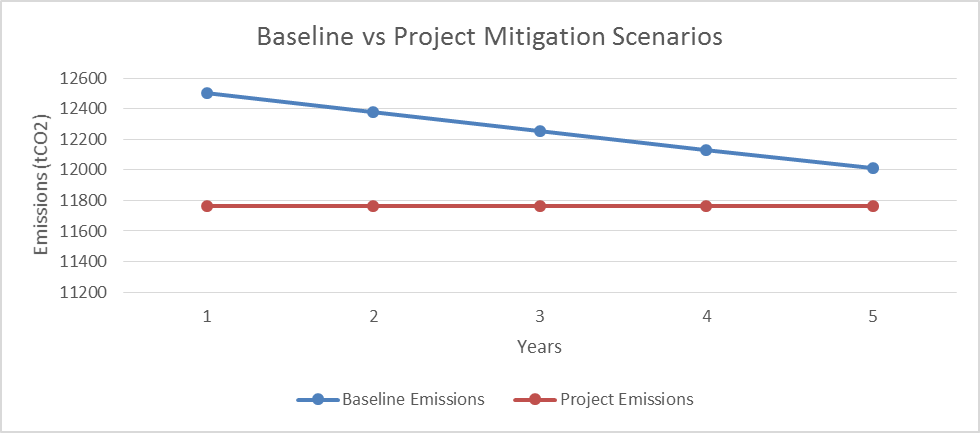 Baseline vs Project Mitigation Scenarios
12600
12400
12200
12000
11800
11600
11400
11200
Emissions (tCO2)
1 2 3 4 5
Years
Baseline Emissions Project Emissions